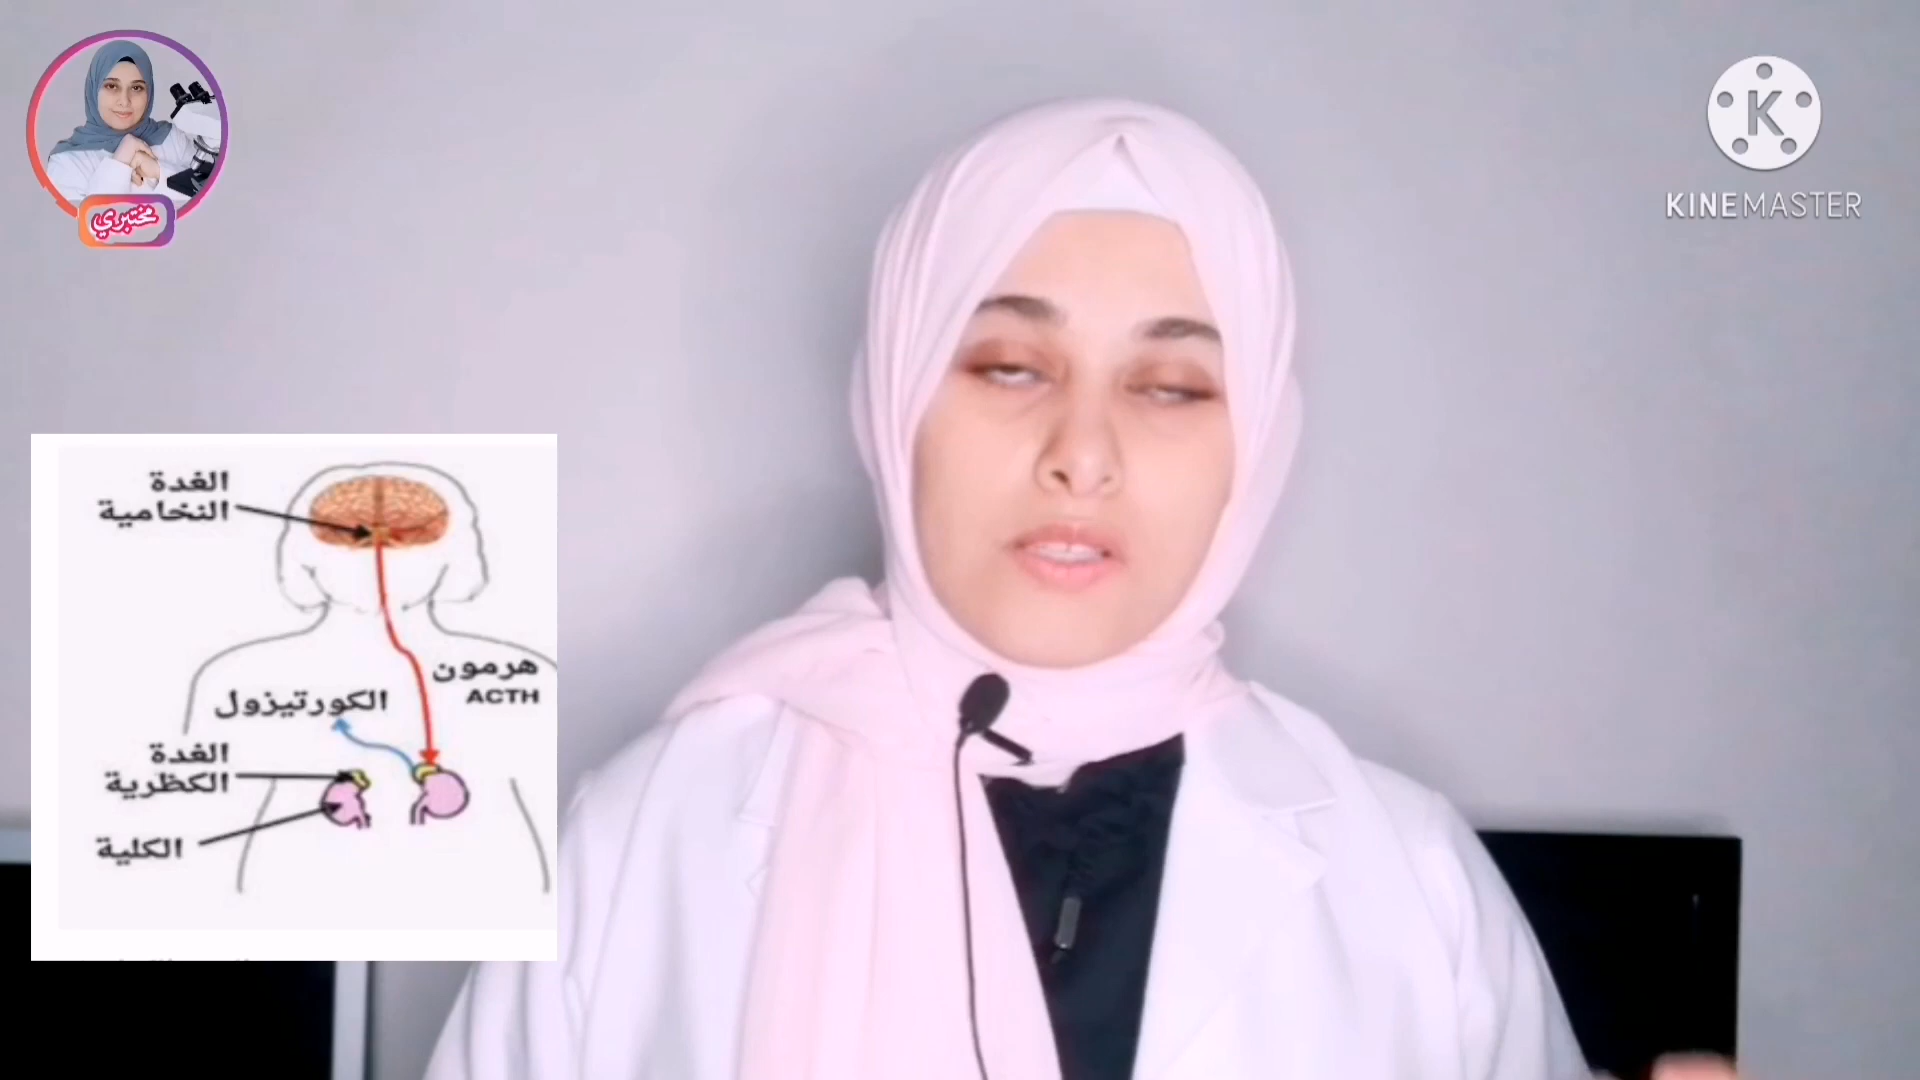 مختبري
K
KINEMASTER
الغدة
النخامية
هرمون
ACTH
الكورتيزول
الغدة
الكظرية
الكلية